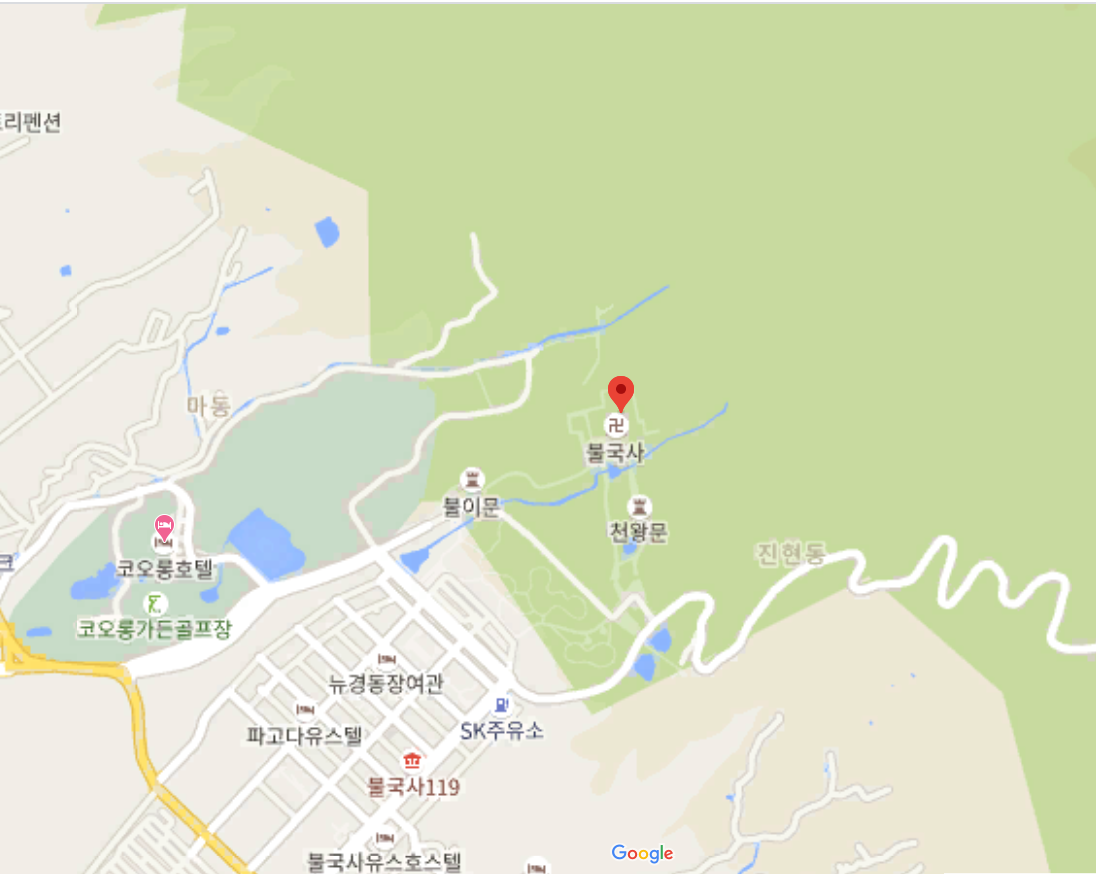 리펜션
마동
불국사
불이문
천왕문
진현동
코오롱호텔
코오롱가든골프장
뉴경동장여관
파고다유스텔
SK주유소
불국사119
불국사유스호스텔
Google